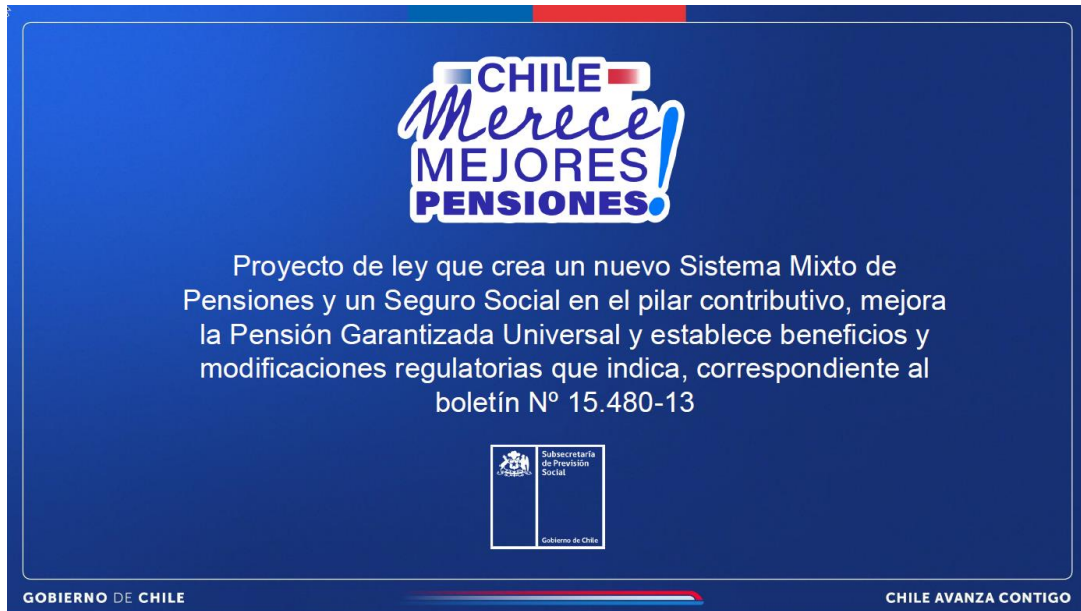 CHILE
Merece
MEJORES
PENSIONES!
Proyecto de ley que crea un nuevo Sistema Mixto de
Pensiones y un Seguro Social en el pilar contributivo, mejora
la Pensión Garantizada Universal y establece beneficios y
modificaciones regulatorias que indica, correspondiente al
boletín Nº 15.480-13
Subsecretaría
de Previsión
Social
Gobierno de Chile
GOBIERNO DE CHILE
CHILE AVANZA CONTIGO